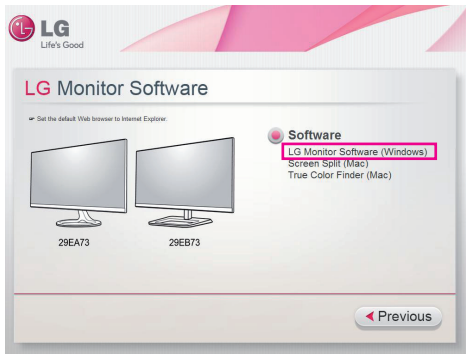 LG
Life's Good
LG Monitor Software
☞ Set the default Web browser to Internet Explorer.
29EA73
29EB73
Software
LG Monitor Software (Windows)
Screen Split (Mac)
True Color Finder (Mac)
Previous